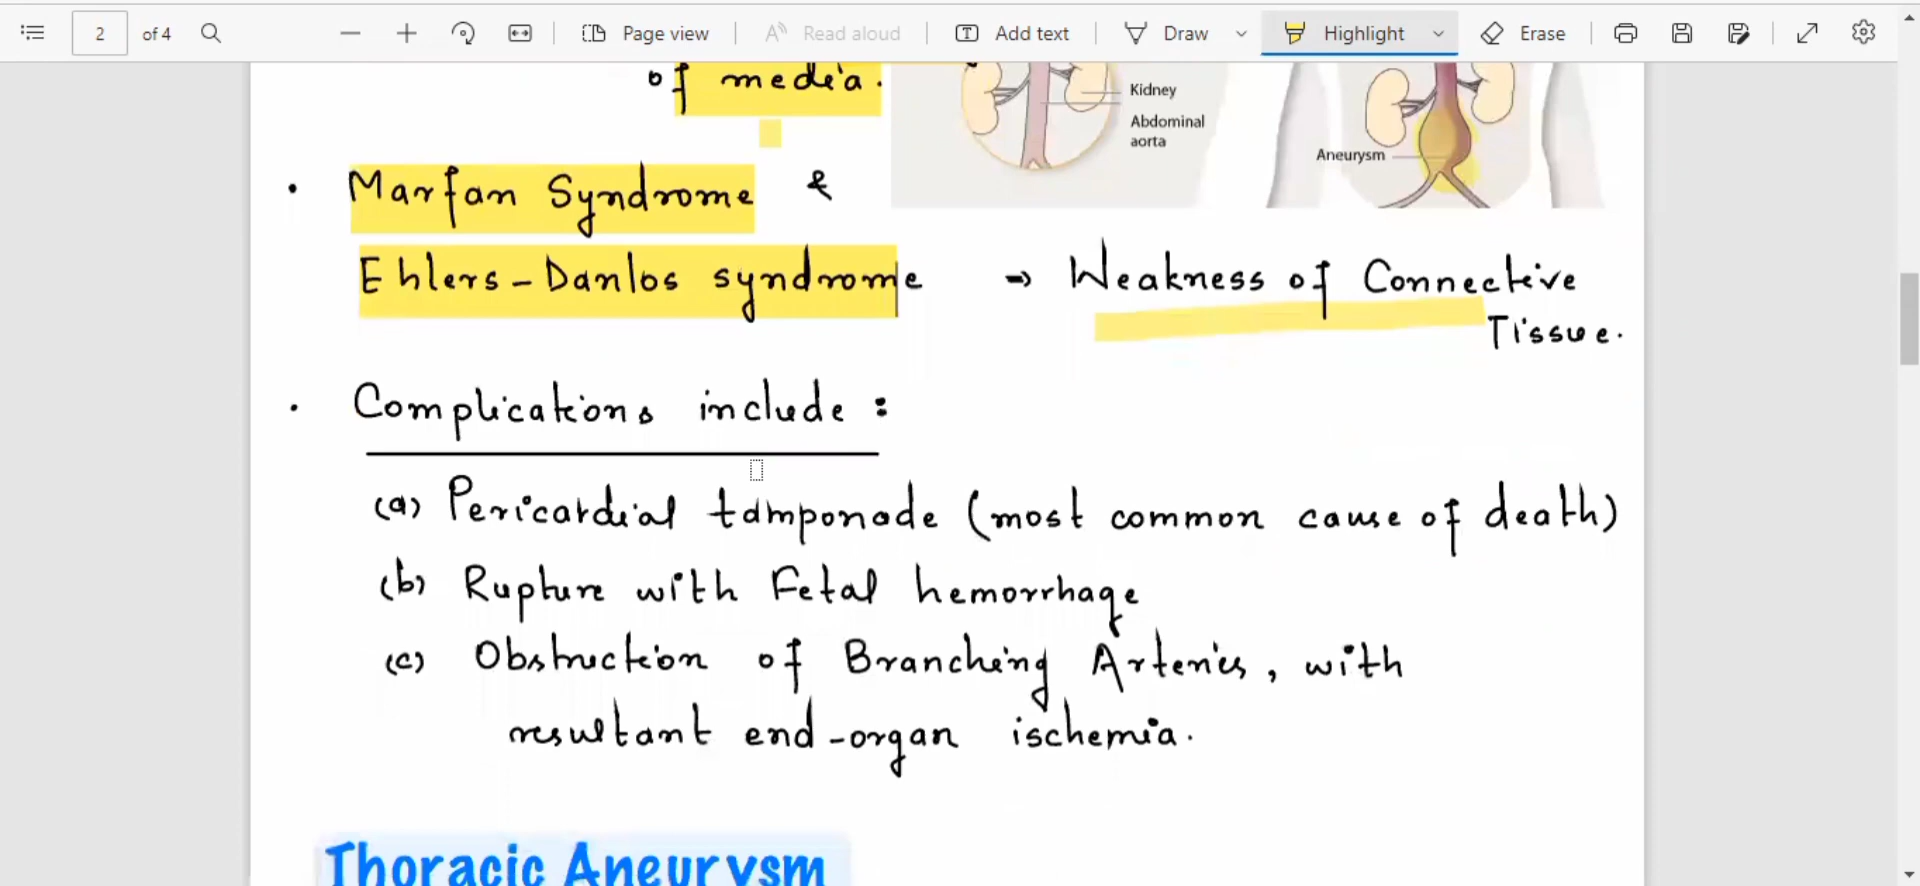 2 of 4 Page view Read aloud Add text Draw Highlight Erase
of media.
Kidney
Abdominal
aorta
Aneurysm
• Marfan Syndrome &
Ehlers-Danlos syndrome → Weakness of Connective
Tissue.
• Complications include :
(a) Pericardial tamponade (most common cause of death)
(b) Rupture with Fetal hemorrhage
(c) Obstruction of Branching Arteries, with
resultant end-organ ischemia.
Thoracic Aneurysm